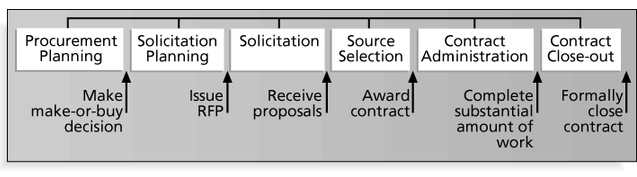 Procurement
Planning
Solicitation
Planning
Solicitation
Source
Selection
Contract
Administration
Contract
Close-out
Make
make-or-buy
decision
Issue
RFP
Receive
proposals
Award
contract
Complete
substantial
amount of
work
Formally
close
contract